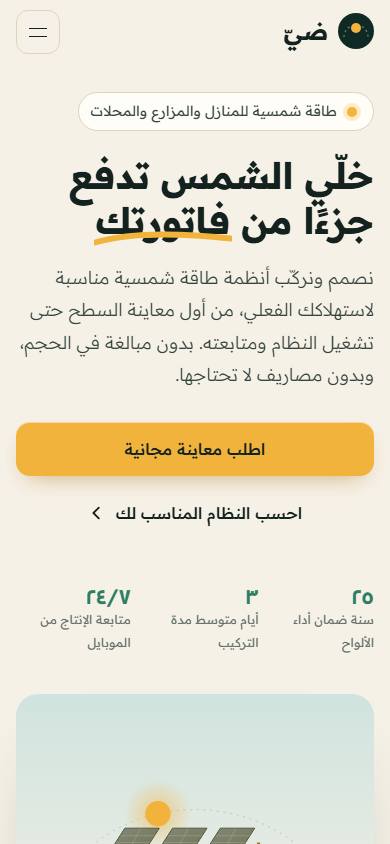 ضيّ
طاقة شمسية للمنازل والمزارع والمحلات
خلّي الشمس تدفع
جزءًا من فاتورتك
نصمم ونركّب أنظمة طاقة شمسية مناسبة
لاستهلاكك الفعلي، من أول معاينة السطح حتى
تشغيل النظام ومتابعته. بدون مبالغة في الحجم،
وبدون مصاريف لا تحتاجها.
اطلب معاينة مجانية
احسب النظام المناسب لك
٢٥
سنة ضمان أداء
الألواح
٣
أيام متوسط مدة
التركيب
٢٤/٧
متابعة الإنتاج من
الموبايل